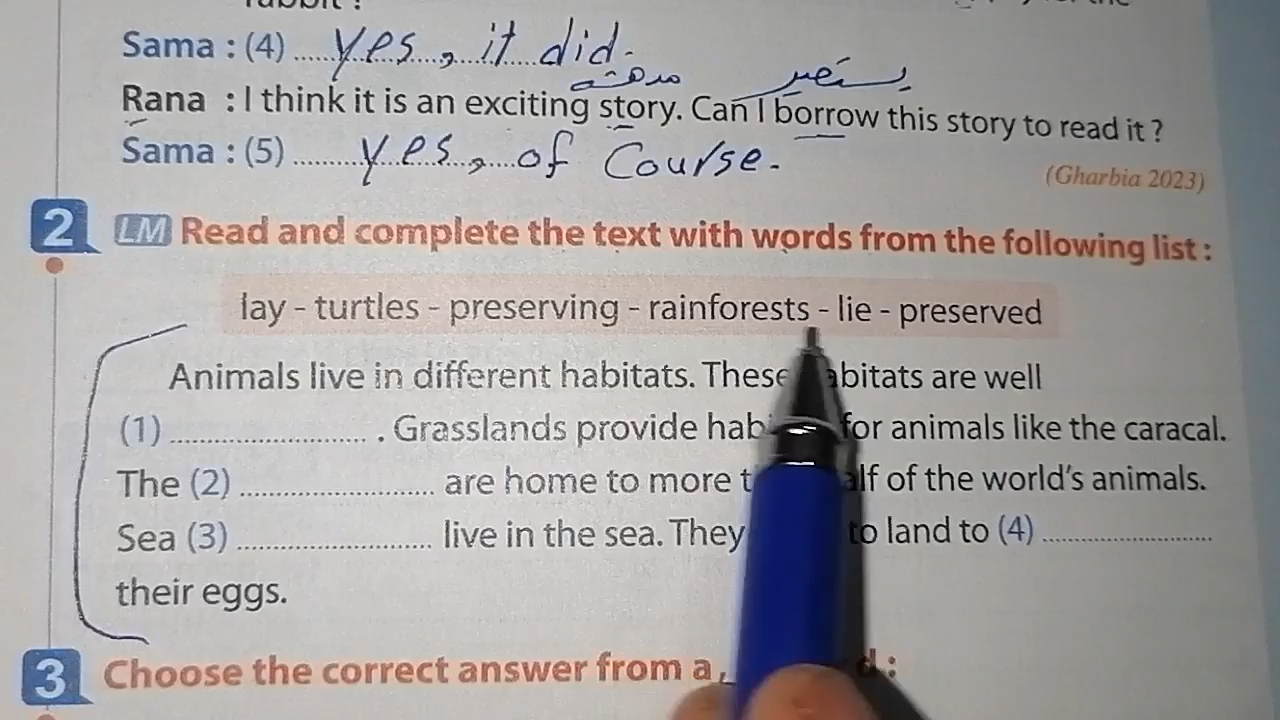 Sama : (4) yes, it did.
مدهشه يستعير
Rana : I think it is an exciting story. Can I borrow this story to read it ?
Sama : (5) yes, of Course.
(Gharbia 2023)
2 LM Read and complete the text with words from the following list :
lay - turtles - preserving - rainforests - lie - preserved
Animals live in different habitats. These habitats are well
(1) ........................ . Grasslands provide hab for animals like the caracal.
The (2) ........................ are home to more t alf of the world's animals.
Sea (3) ........................ live in the sea. They to land to (4) ........................
their eggs.
3 Choose the correct answer from a, d :